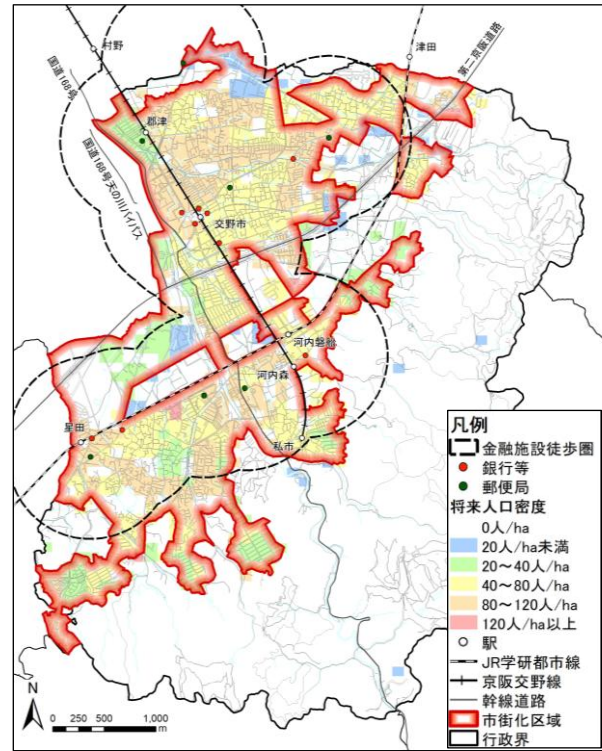 村野
津田
第二京阪道路
国道168号
郡津
国道168号天の川バイパス
交野市
河内磐船
河内森
星田
私市
凡例
金融施設徒歩圏
銀行等
郵便局
将来人口密度
0人/ha
20人/ha未満
20～40人/ha
40～80人/ha
80～120人/ha
120人/ha以上
駅
JR学研都市線
京阪交野線
幹線道路
市街化区域
行政界
N
0 250 500 1,000
m